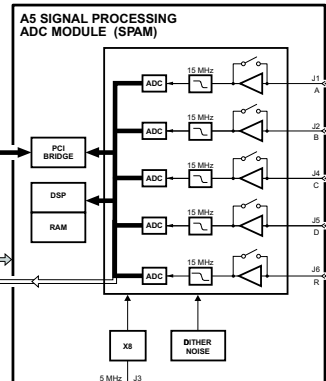 A5 SIGNAL PROCESSING
ADC MODULE (SPAM)
15 MHz
ADC
J1
A
15 MHz
ADC
J2
B
PCI
BRIDGE
15 MHz
ADC
J4
C
DSP
RAM
15 MHz
ADC
J5
D
15 MHz
ADC
J6
R
X8
DITHER
NOISE
5 MHz J3